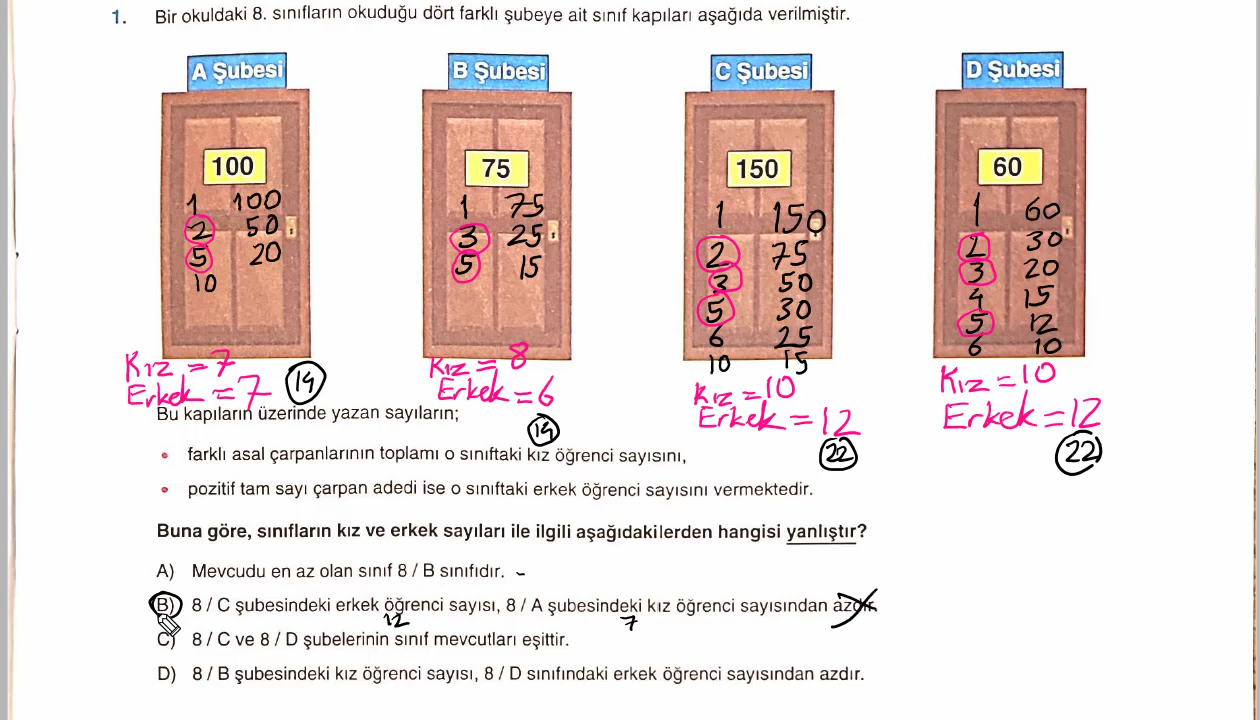 1. Bir okuldaki 8. sınıfların okuduğu dört farklı şubeye ait sınıf kapıları aşağıda verilmiştir.
A Şubesi B Şubesi C Şubesi D Şubesi
100 75 150 60
1 100
2 50
5 20
10
1 75
3 25
5 15
1 150
2 75
3 50
5 30
6 25
10 15
1 60
2 30
3 20
4 15
5 12
6 10
Kız = 7
Erkek = 7 14
Kız = 8
Erkek = 6
14
Kız = 10
Erkek = 12
22
Kız = 10
Erkek = 12
22
Bu kapıların üzerinde yazan sayıların;
• farklı asal çarpanlarının toplamı o sınıftaki kız öğrenci sayısını,
• pozitif tam sayı çarpan adedi ise o sınıftaki erkek öğrenci sayısını vermektedir.
Buna göre, sınıfların kız ve erkek sayıları ile ilgili aşağıdakilerden hangisi yanlıştır?
A) Mevcudu en az olan sınıf 8 / B sınıfıdır. -
B) 8 / C şubesindeki erkek öğrenci sayısı, 8 / A şubesindeki kız öğrenci sayısından azdır.
12 7
C) 8 / C ve 8 / D şubelerinin sınıf mevcutları eşittir.
D) 8 / B şubesindeki kız öğrenci sayısı, 8 / D sınıfındaki erkek öğrenci sayısından azdır.